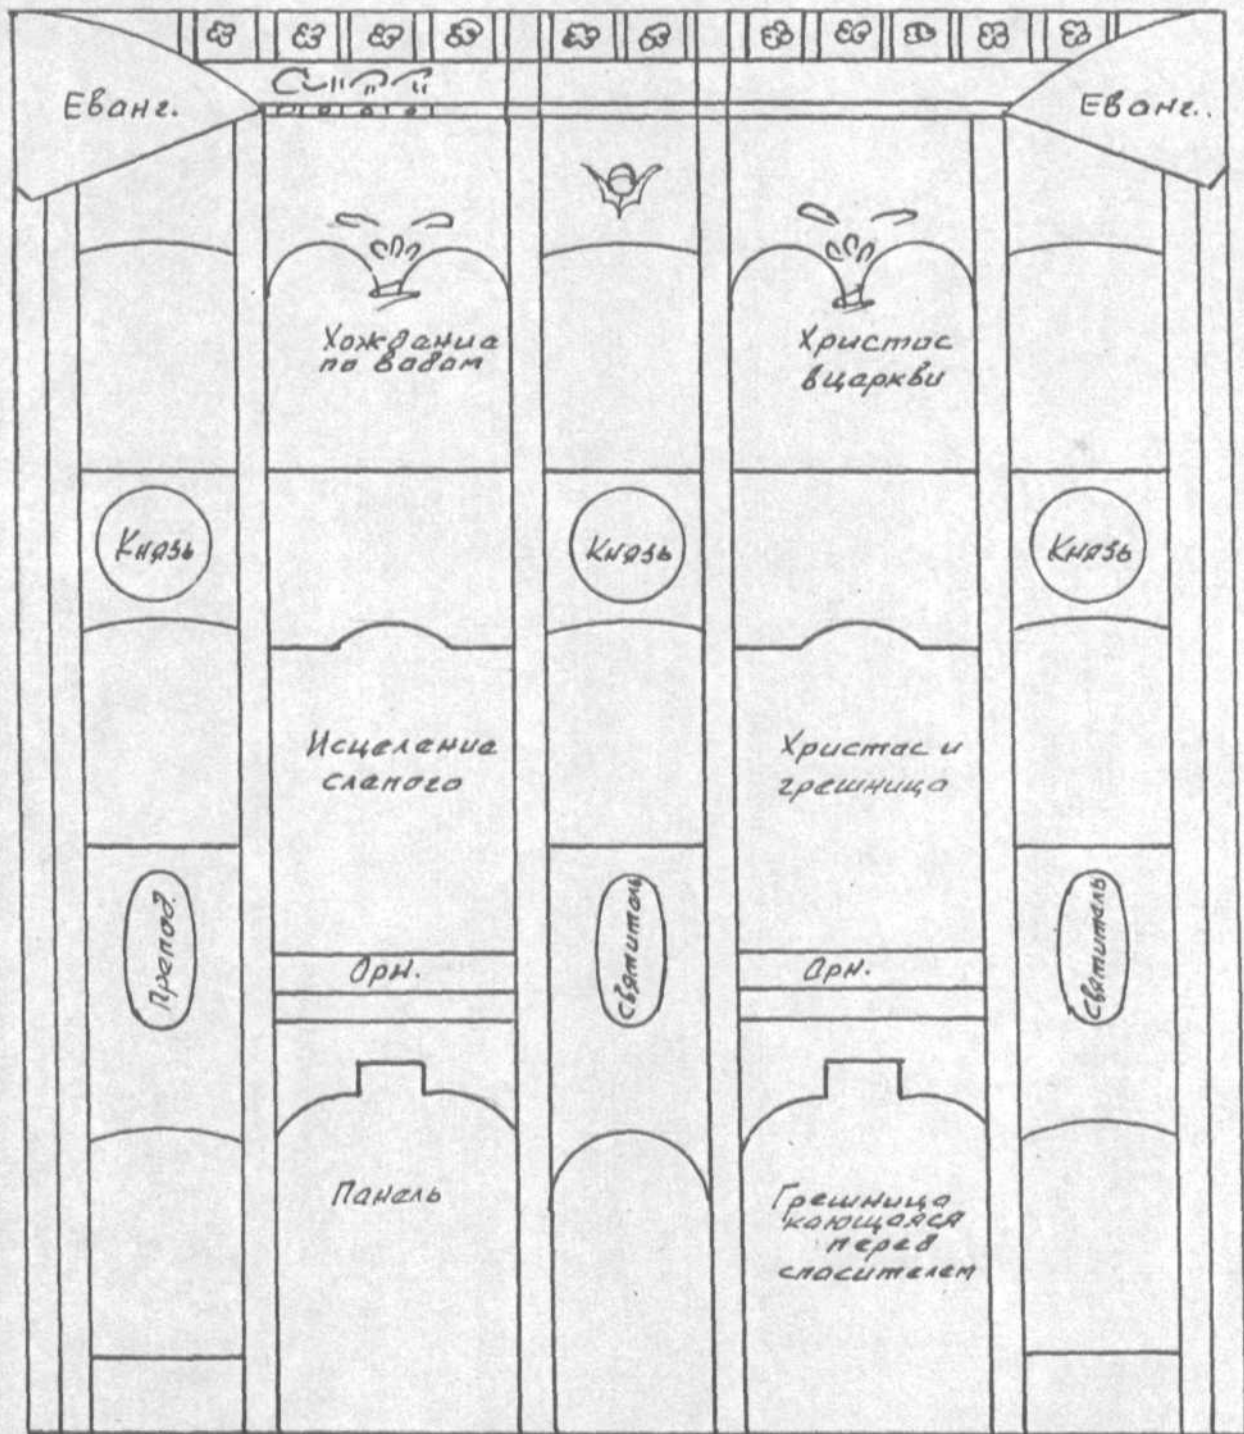 Еванг.
Еванг.
Хождение
по водам
Христос
в церкви
Князь
Князь
Князь
Исцеление
слепого
Христос и
грешница
Препод.
Святитель
Святитель
Орн.
Орн.
Панель
Грешница
кающаяся
перед
спасителем